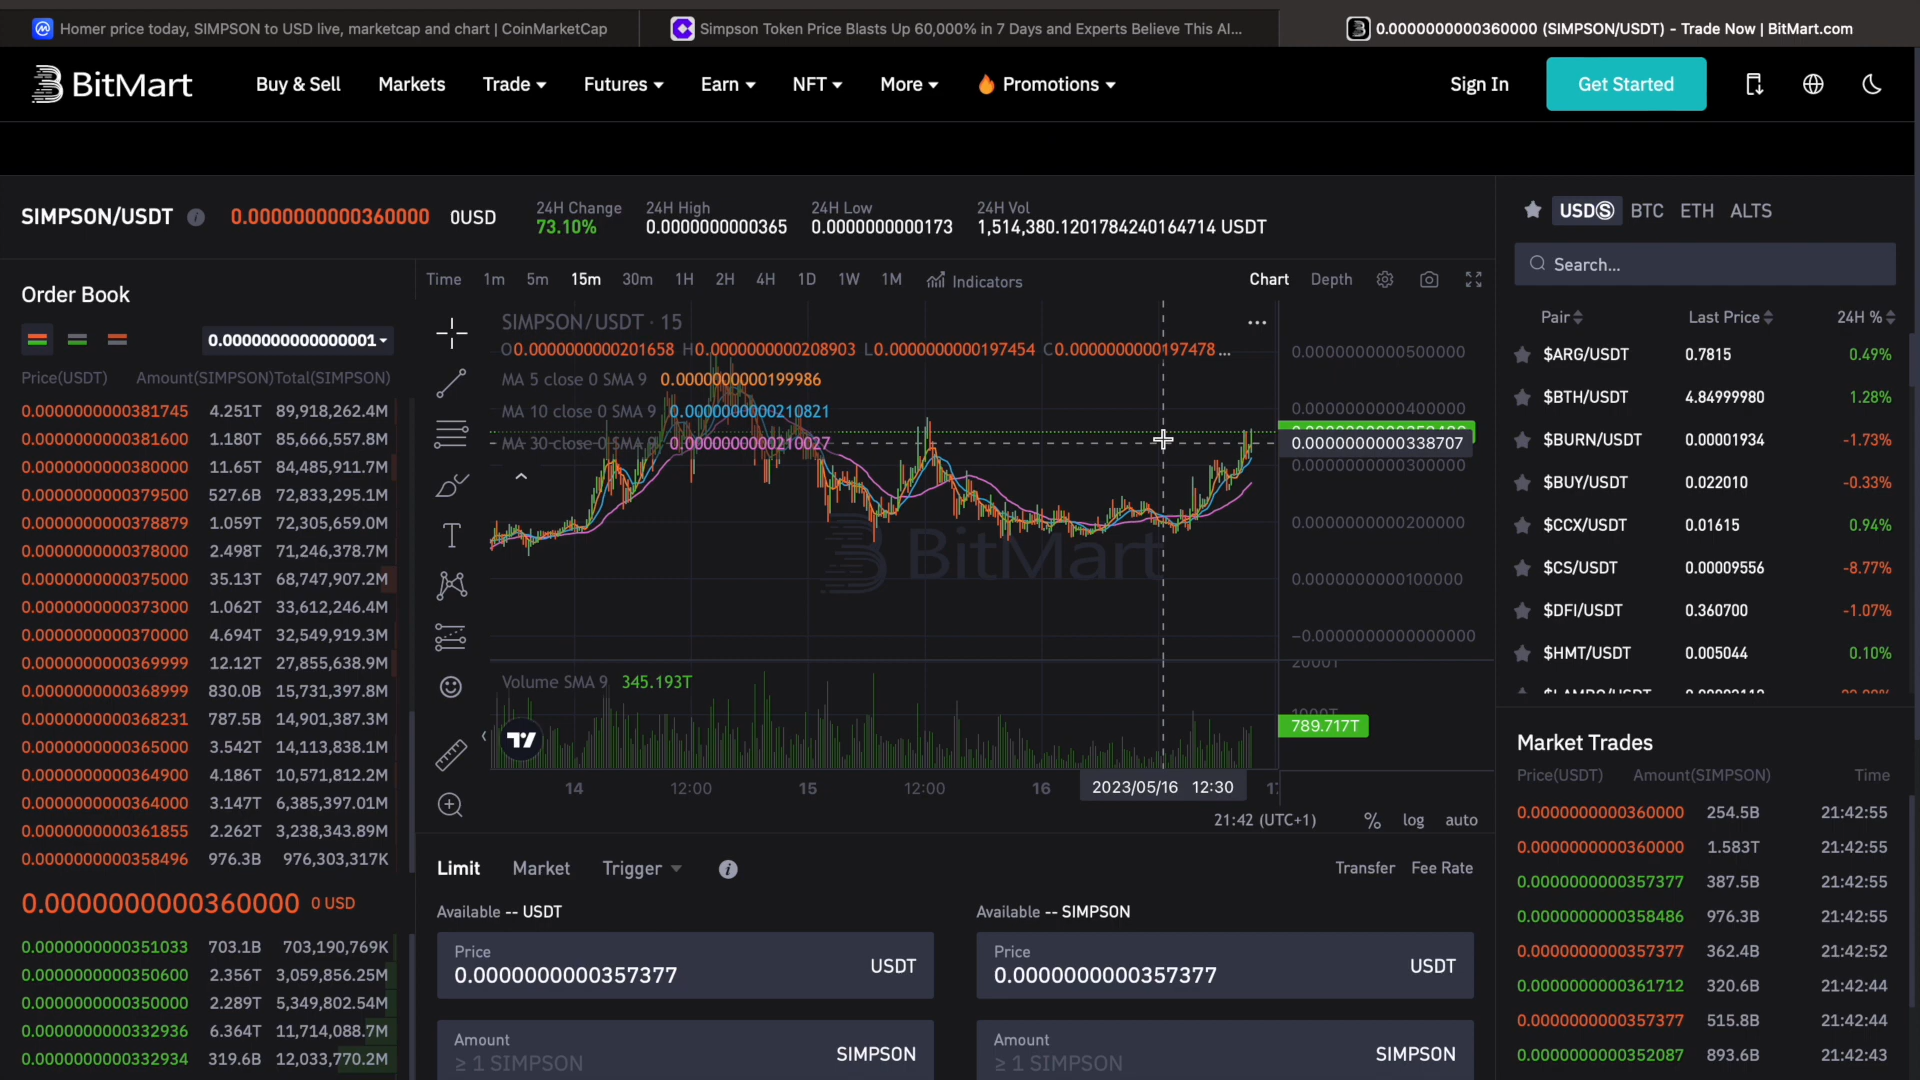 Homer price today, SIMPSON to USD live, marketcap and chart | CoinMarketCap
Simpson Token Price Blasts Up 60,000% in 7 Days and Experts Believe This AI...
0.0000000000360000 (SIMPSON/USDT) - Trade Now | BitMart.com
BitMart
Buy & Sell
Markets
Trade
Futures
Earn
NFT
More
Promotions
Sign In
Get Started
SIMPSON/USDT
0.0000000000360000
0USD
24H Change
73.10%
24H High
0.0000000000365
24H Low
0.0000000000173
24H Vol
1,514,380.1201784240164714 USDT
Order Book
0.0000000000000001
Price(USDT) Amount(SIMPSON) Total(SIMPSON)
0.0000000000381745 4.251T 89,918,262.4M
0.0000000000381600 1.180T 85,666,557.8M
0.0000000000380000 11.65T 84,485,911.7M
0.0000000000379500 527.6B 72,833,295.1M
0.0000000000378879 1.059T 72,305,659.0M
0.0000000000378000 2.498T 71,246,378.7M
0.0000000000375000 35.13T 68,747,907.2M
0.0000000000373000 1.062T 33,612,246.4M
0.0000000000370000 4.694T 32,549,919.3M
0.0000000000369999 12.12T 27,855,638.9M
0.0000000000368999 830.0B 15,731,397.8M
0.0000000000368231 787.5B 14,901,387.3M
0.0000000000365000 3.542T 14,113,838.1M
0.0000000000364900 4.186T 10,571,812.2M
0.0000000000364000 3.147T 6,385,397.01M
0.0000000000361855 2.262T 3,238,343.89M
0.0000000000358496 976.3B 976,303,317K
0.0000000000360000 0 USD
0.0000000000351033 703.1B 703,190,769K
0.0000000000350600 2.356T 3,059,856.25M
0.0000000000350000 2.289T 5,349,802.54M
0.0000000000332936 6.364T 11,714,088.7M
0.0000000000332934 319.6B 12,033,770.2M
Time 1m 5m 15m 30m 1H 2H 4H 1D 1W 1M Indicators
Chart Depth
SIMPSON/USDT · 15
O0.0000000000201658 H0.0000000000208903 L0.0000000000197454 C0.0000000000197478 ...
MA 5 close 0 SMA 9 0.0000000000199986
MA 10 close 0 SMA 9 0.0000000000210821
MA 30 close 0 SMA 9 0.0000000000210027
0.0000000000500000
0.0000000000400000
0.0000000000338707
0.0000000000300000
0.0000000000200000
0.0000000000100000
−0.0000000000000000
BitMart
Volume SMA 9 345.193T
2000T
1000T
789.717T
14 12:00 15 12:00 16 2023/05/16 12:30
21:42 (UTC+1) % log auto
Limit
Market
Trigger
Transfer Fee Rate
Available -- USDT
Price
0.0000000000357377
USDT
Amount
≥ 1 SIMPSON
SIMPSON
Available -- SIMPSON
Price
0.0000000000357377
USDT
Amount
≥ 1 SIMPSON
SIMPSON
USDⓈ BTC ETH ALTS
Search...
Pair Last Price 24H %
$ARG/USDT 0.7815 0.49%
$BTH/USDT 4.84999980 1.28%
$BURN/USDT 0.00001934 -1.73%
$BUY/USDT 0.022010 -0.33%
$CCX/USDT 0.01615 0.94%
$CS/USDT 0.00009556 -8.77%
$DFI/USDT 0.360700 -1.07%
$HMT/USDT 0.005044 0.10%
Market Trades
Price(USDT) Amount(SIMPSON) Time
0.0000000000360000 254.5B 21:42:55
0.0000000000360000 1.583T 21:42:55
0.0000000000357377 387.5B 21:42:55
0.0000000000358486 976.3B 21:42:55
0.0000000000357377 362.4B 21:42:52
0.0000000000361712 320.6B 21:42:44
0.0000000000357377 515.8B 21:42:44
0.0000000000352087 893.6B 21:42:43